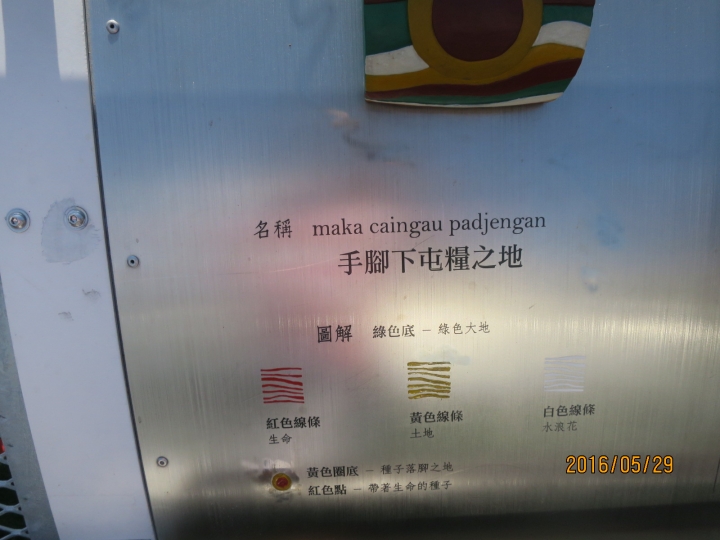 名稱 maka caingau padjengan
手腳下屯糧之地
圖解 綠色底 — 綠色大地
紅色線條
生命
黃色線條
土地
白色線條
水浪花
黃色圈底 — 種子落腳之地
紅色點 — 帶著生命的種子
2016/05/29